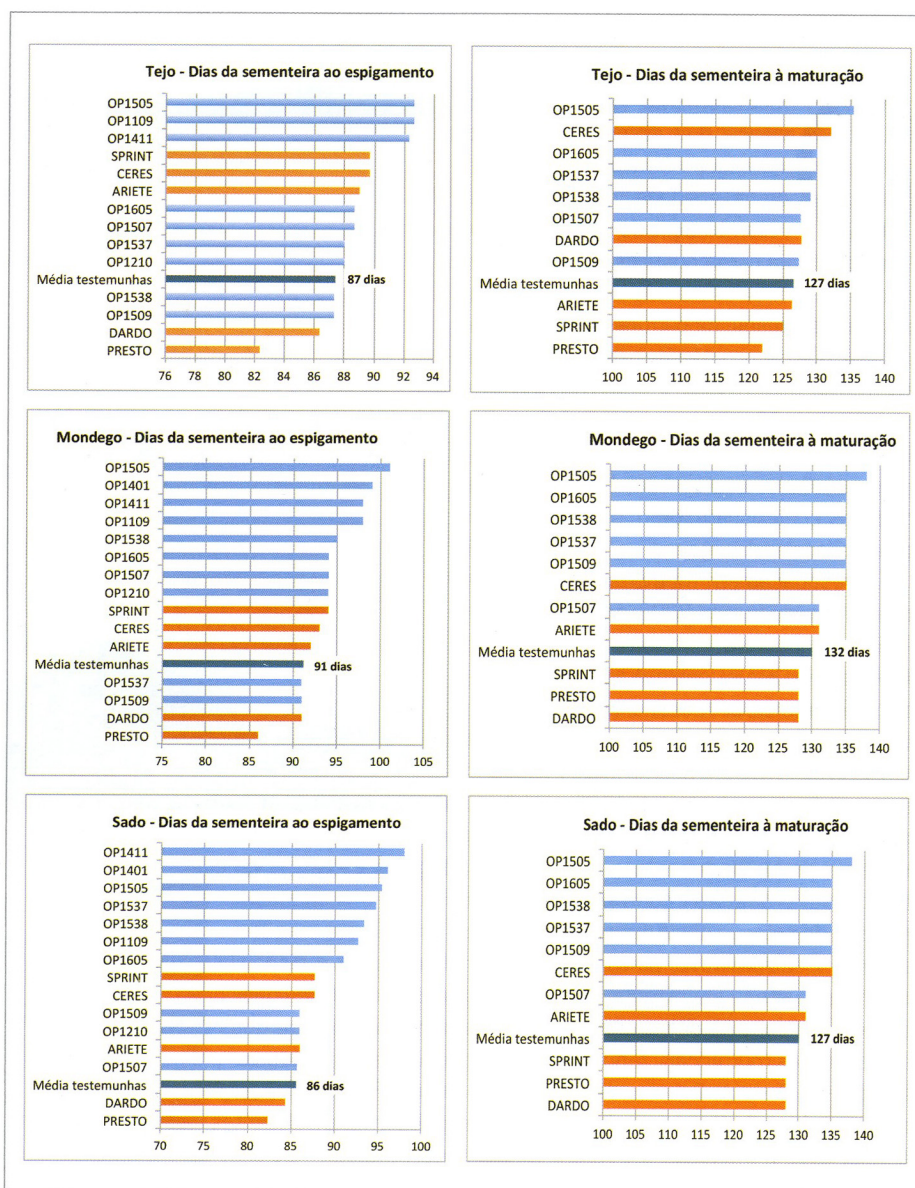 Tejo - Dias da sementeira ao espigamento
OP1505
OP1109
OP1411
SPRINT
CERES
ARIETE
OP1605
OP1507
OP1537
OP1210
Média testemunhas 87 dias
OP1538
OP1509
DARDO
PRESTO
76 78 80 82 84 86 88 90 92 94
Tejo - Dias da sementeira à maturação
OP1505
CERES
OP1605
OP1537
OP1538
OP1507
DARDO
OP1509
Média testemunhas 127 dias
ARIETE
SPRINT
PRESTO
100 105 110 115 120 125 130 135 140
Mondego - Dias da sementeira ao espigamento
OP1505
OP1401
OP1411
OP1109
OP1538
OP1605
OP1507
OP1210
SPRINT
CERES
ARIETE
Média testemunhas 91 dias
OP1537
OP1509
DARDO
PRESTO
75 80 85 90 95 100 105
Mondego - Dias da sementeira à maturação
OP1505
OP1605
OP1538
OP1537
OP1509
CERES
OP1507
ARIETE
Média testemunhas 132 dias
SPRINT
PRESTO
DARDO
100 105 110 115 120 125 130 135 140
Sado - Dias da sementeira ao espigamento
OP1411
OP1401
OP1505
OP1537
OP1538
OP1109
OP1605
SPRINT
CERES
OP1509
OP1210
ARIETE
OP1507
Média testemunhas 86 dias
DARDO
PRESTO
70 75 80 85 90 95 100
Sado - Dias da sementeira à maturação
OP1505
OP1605
OP1538
OP1537
OP1509
CERES
OP1507
ARIETE
Média testemunhas 127 dias
SPRINT
PRESTO
DARDO
100 105 110 115 120 125 130 135 140